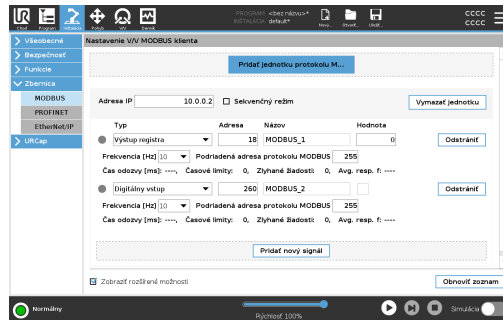 PROGRAM <bez názvu>*
INŠTALÁCIA default*
Chod Program Inštalácia Pohyb V/V Denník
Nový... Otvoriť... Uložiť...
CCCC
CCCC
Všeobecné
Bezpečnosť
Funkcie
Zbernica
MODBUS
PROFINET
EtherNet/IP
URCap
Nastavenie V/V MODBUS klienta
Pridať jednotku protokolu M...
Adresa IP 10.0.0.2 Sekvenčný režim Vymazať jednotku
Typ Adresa Názov Hodnota
Výstup registra 18 MODBUS_1 0 Odstrániť
Frekvencia [Hz] 10 Podriadená adresa protokolu MODBUS 255
Čas odozvy [ms]: ----, Časové limity: 0, Zlyhané žiadosti: 0, Avg. resp. f: ----
Digitálny vstup 260 MODBUS_2 Odstrániť
Frekvencia [Hz] 10 Podriadená adresa protokolu MODBUS 255
Čas odozvy [ms]: ----, Časové limity: 0, Zlyhané žiadosti: 0, Avg. resp. f: ----
Pridať nový signál
Zobraziť rozšírené možnosti Obnoviť zoznam
Normálny
Rýchlosť 100%
Simulácia